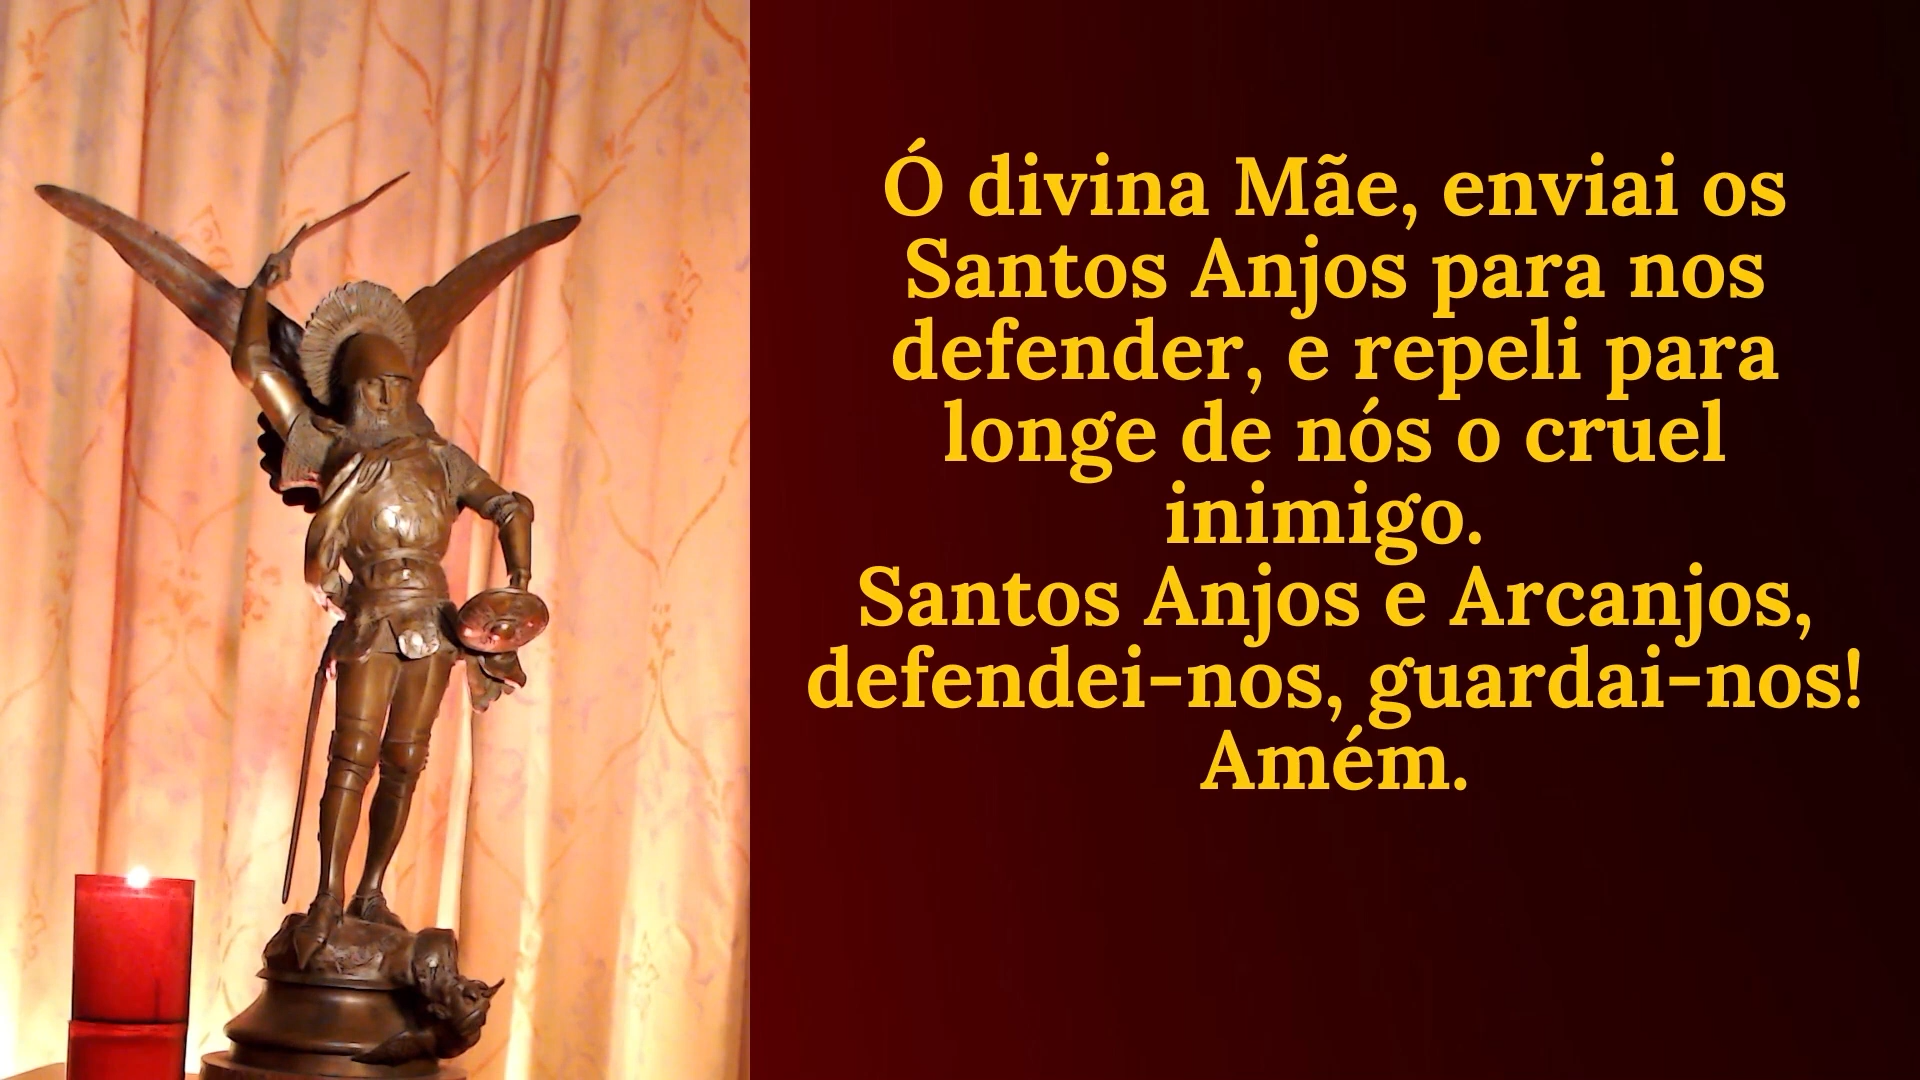 Ó divina Mãe, enviai os
Santos Anjos para nos
defender, e repeli para
longe de nós o cruel
inimigo.
Santos Anjos e Arcanjos,
defendei-nos, guardai-nos!
Amém.